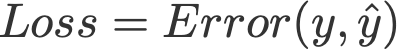 Loss = Error(y, ŷ)